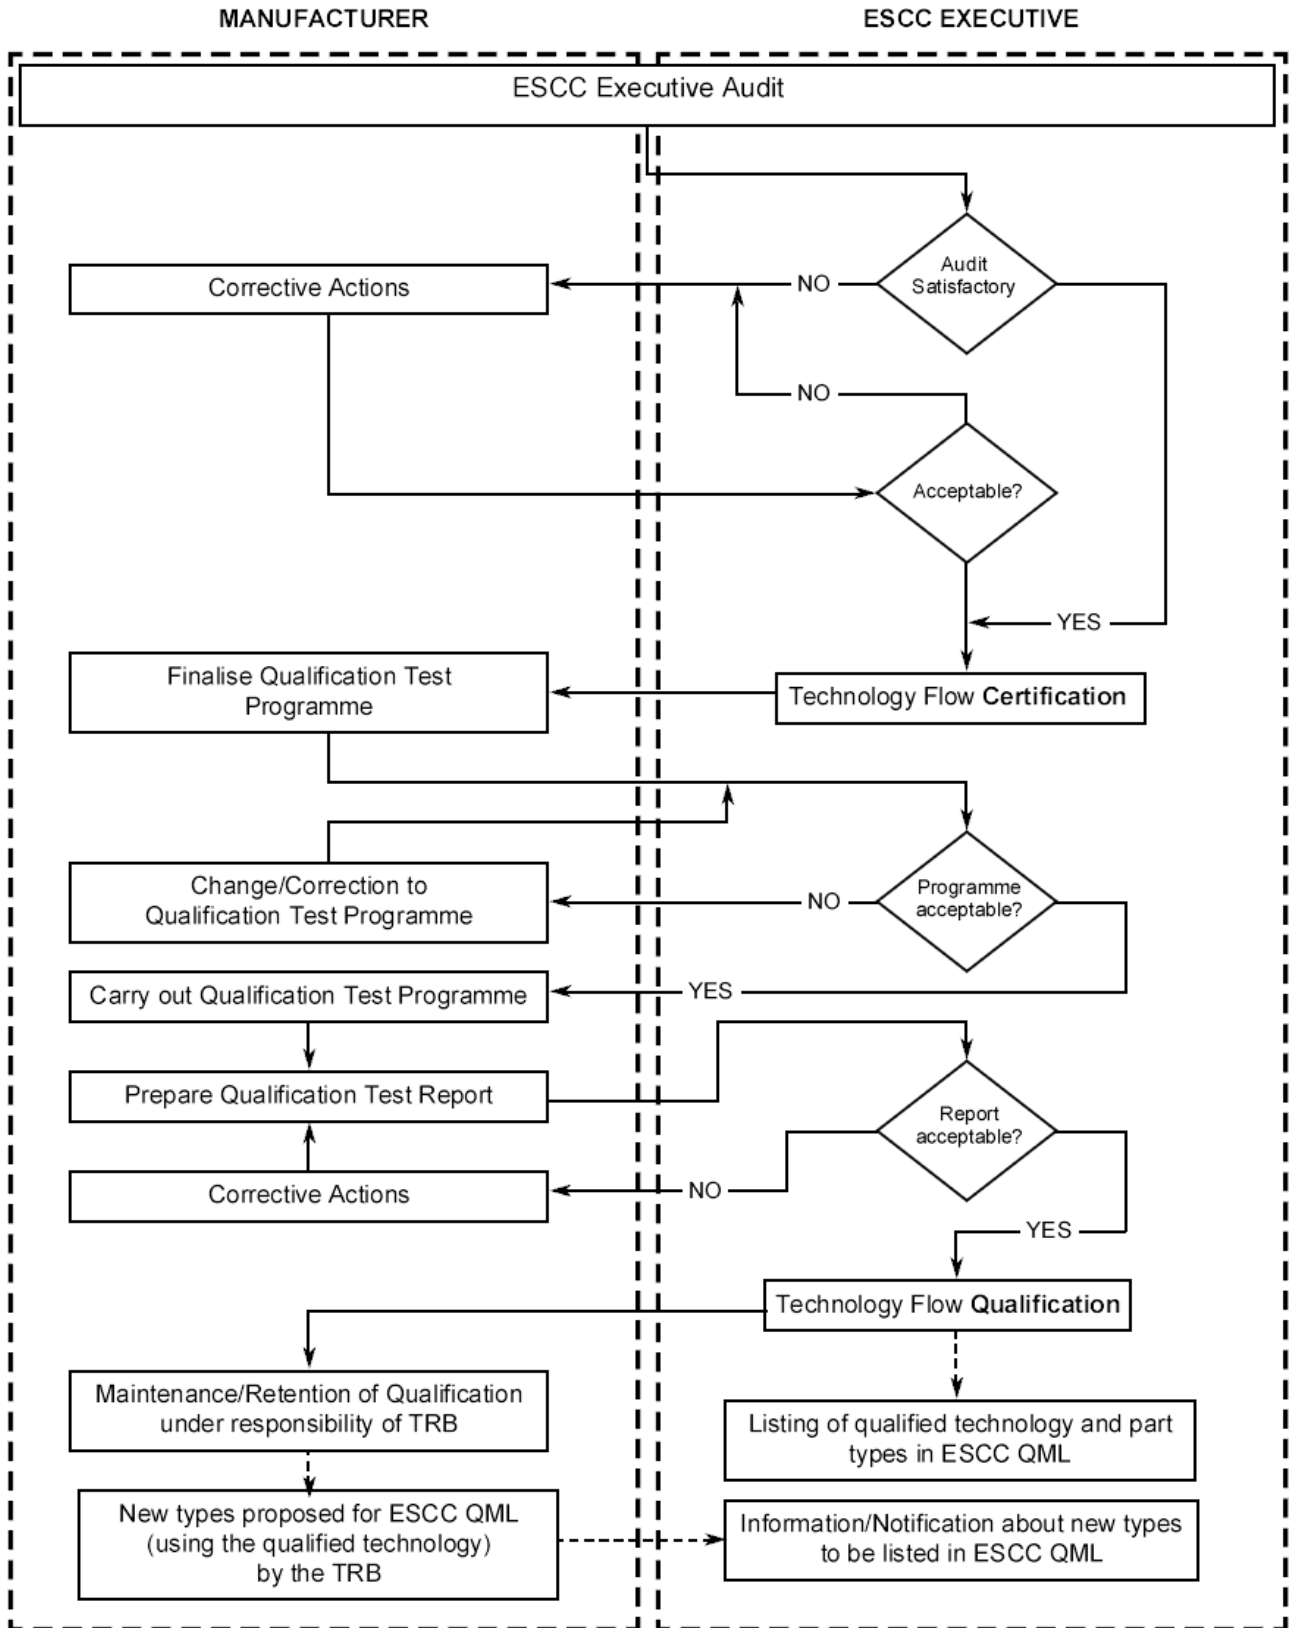 MANUFACTURER
ESCC EXECUTIVE
ESCC Executive Audit
Audit
Satisfactory
NO
Corrective Actions
NO
Acceptable?
YES
Finalise Qualification Test
Programme
Technology Flow Certification
Programme
acceptable?
NO
Change/Correction to
Qualification Test Programme
YES
Carry out Qualification Test Programme
Prepare Qualification Test Report
Report
acceptable?
NO
Corrective Actions
YES
Technology Flow Qualification
Maintenance/Retention of Qualification
under responsibility of TRB
Listing of qualified technology and part
types in ESCC QML
New types proposed for ESCC QML
(using the qualified technology)
by the TRB
Information/Notification about new types
to be listed in ESCC QML